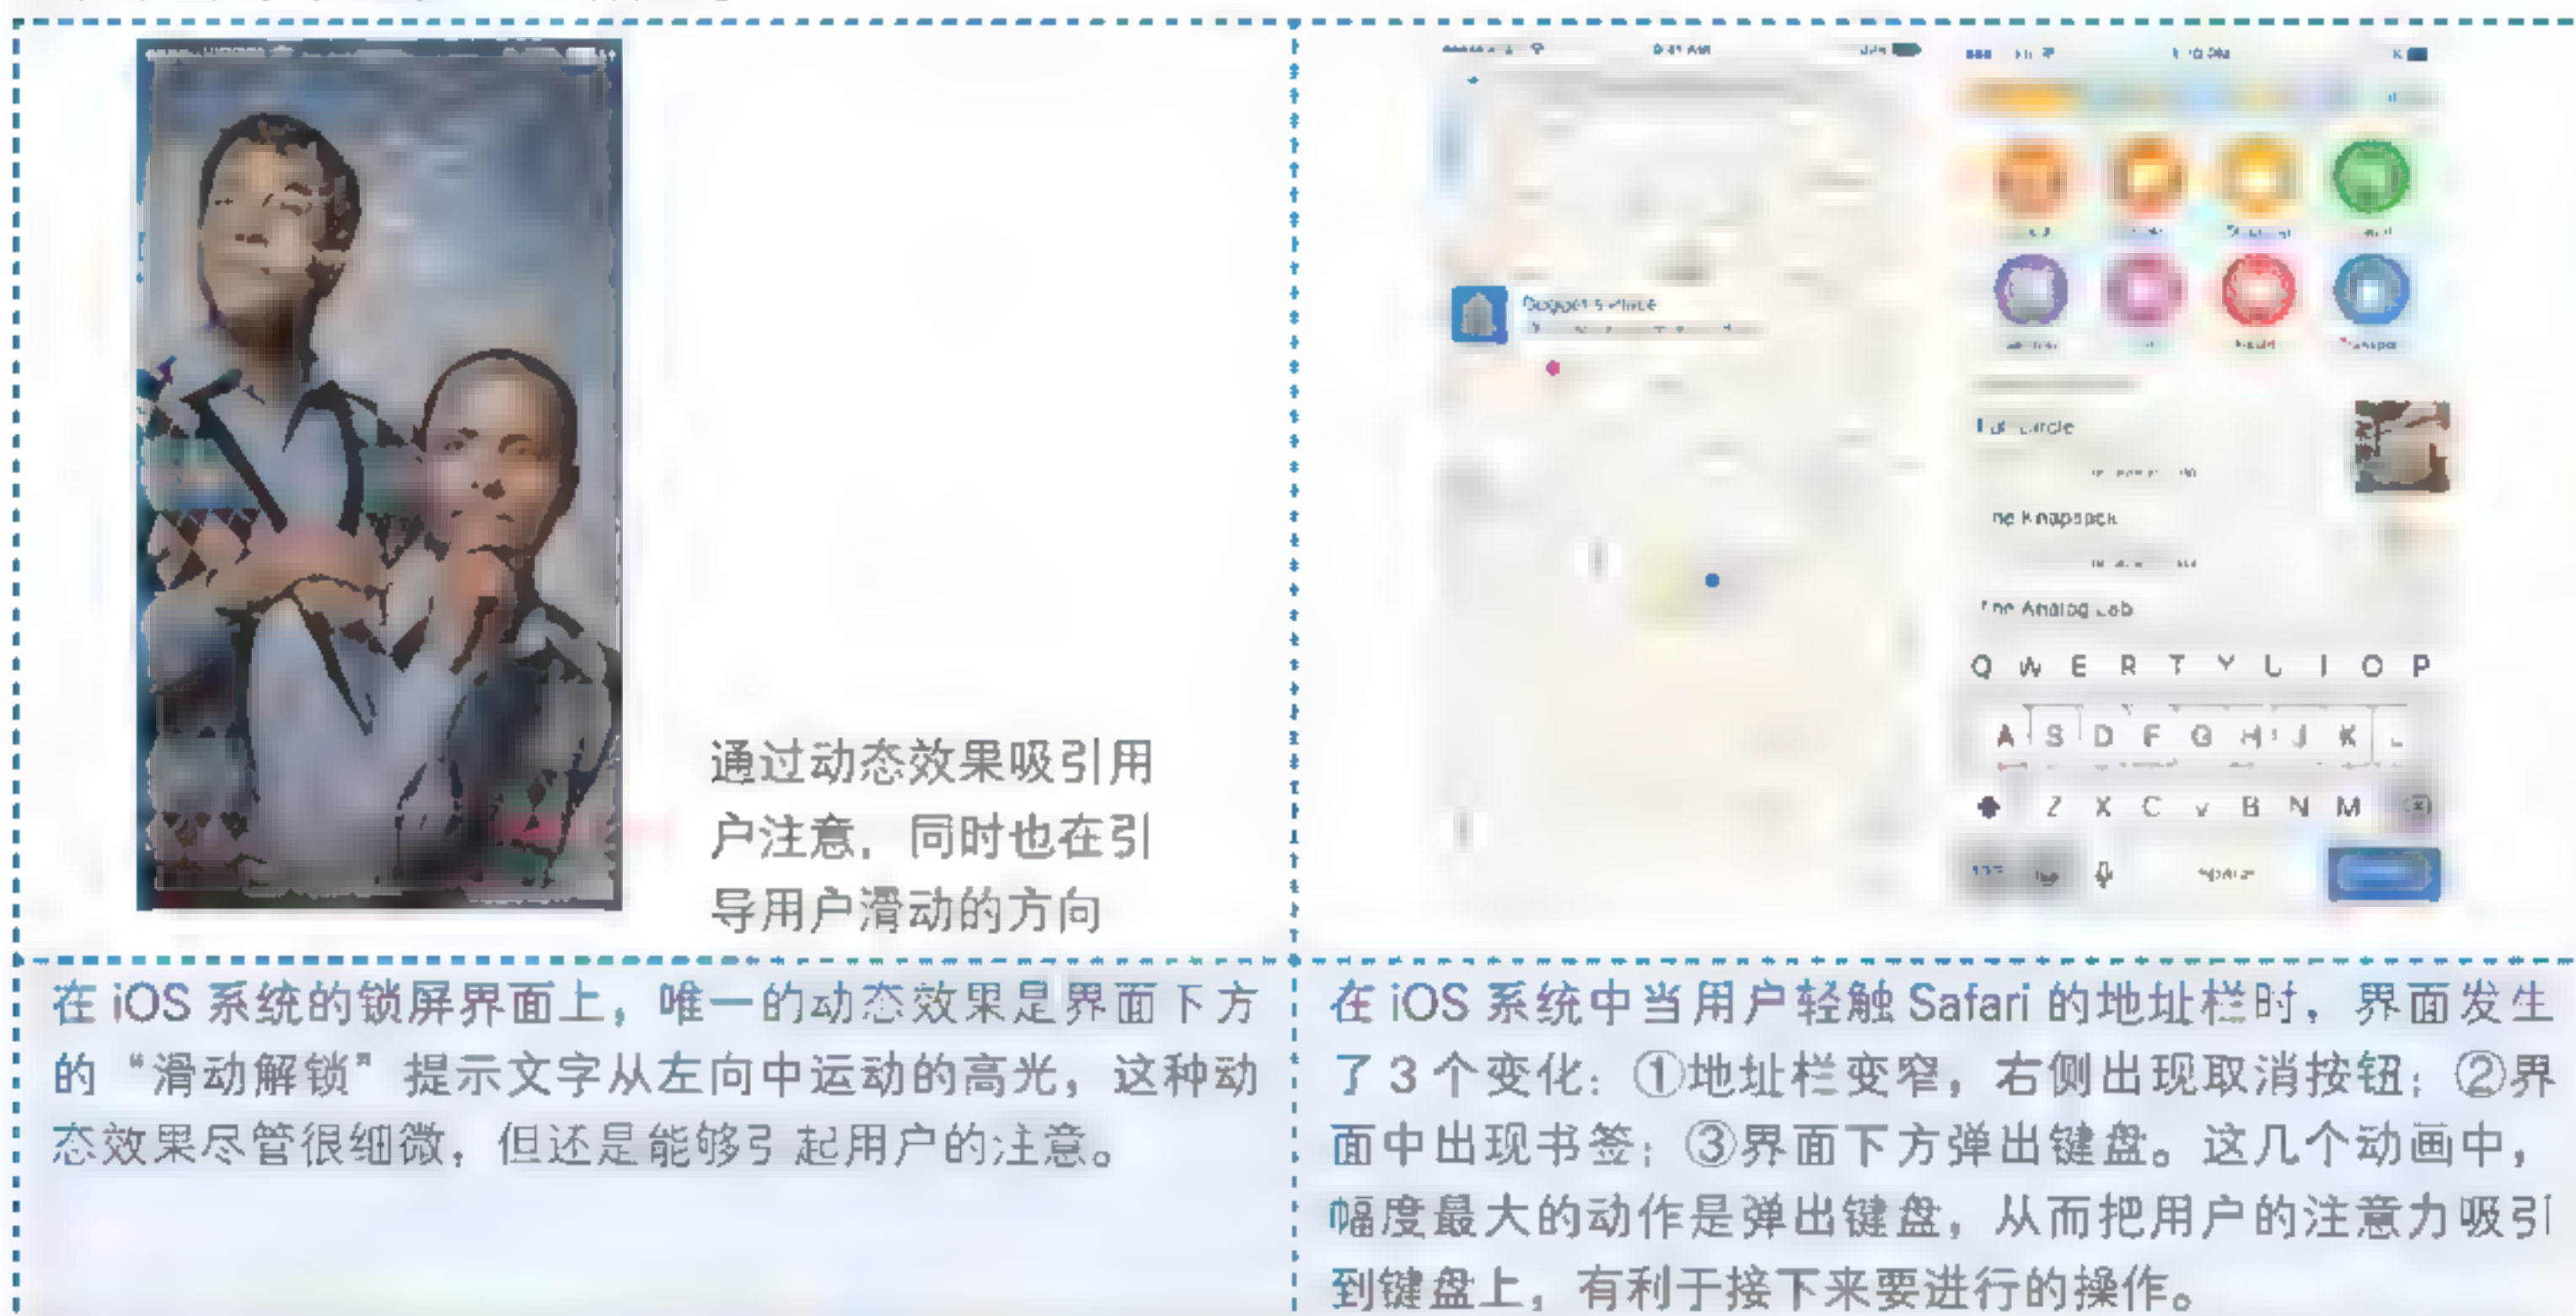 通过动态效果吸引用
户注意,同时也在引
导用户滑动的方向
The Analog Lab
Q W E R T Y U I O P
A S D F G H J K L
Z X C V B N M
在 iOS 系统的锁屏界面上,唯一的动态效果是界面下方
的“滑动解锁”提示文字从左向中运动的高光,这种动
态效果尽管很细微,但还是能够引起用户的注意。
在 iOS 系统中当用户轻触 Safari 的地址栏时,界面发生
了 3 个变化:①地址栏变窄,右侧出现取消按钮;②界
面中出现书签;③界面下方弹出键盘。这几个动画中,
幅度最大的动作是弹出键盘,从而把用户的注意力吸引
到键盘上,有利于接下来要进行的操作。